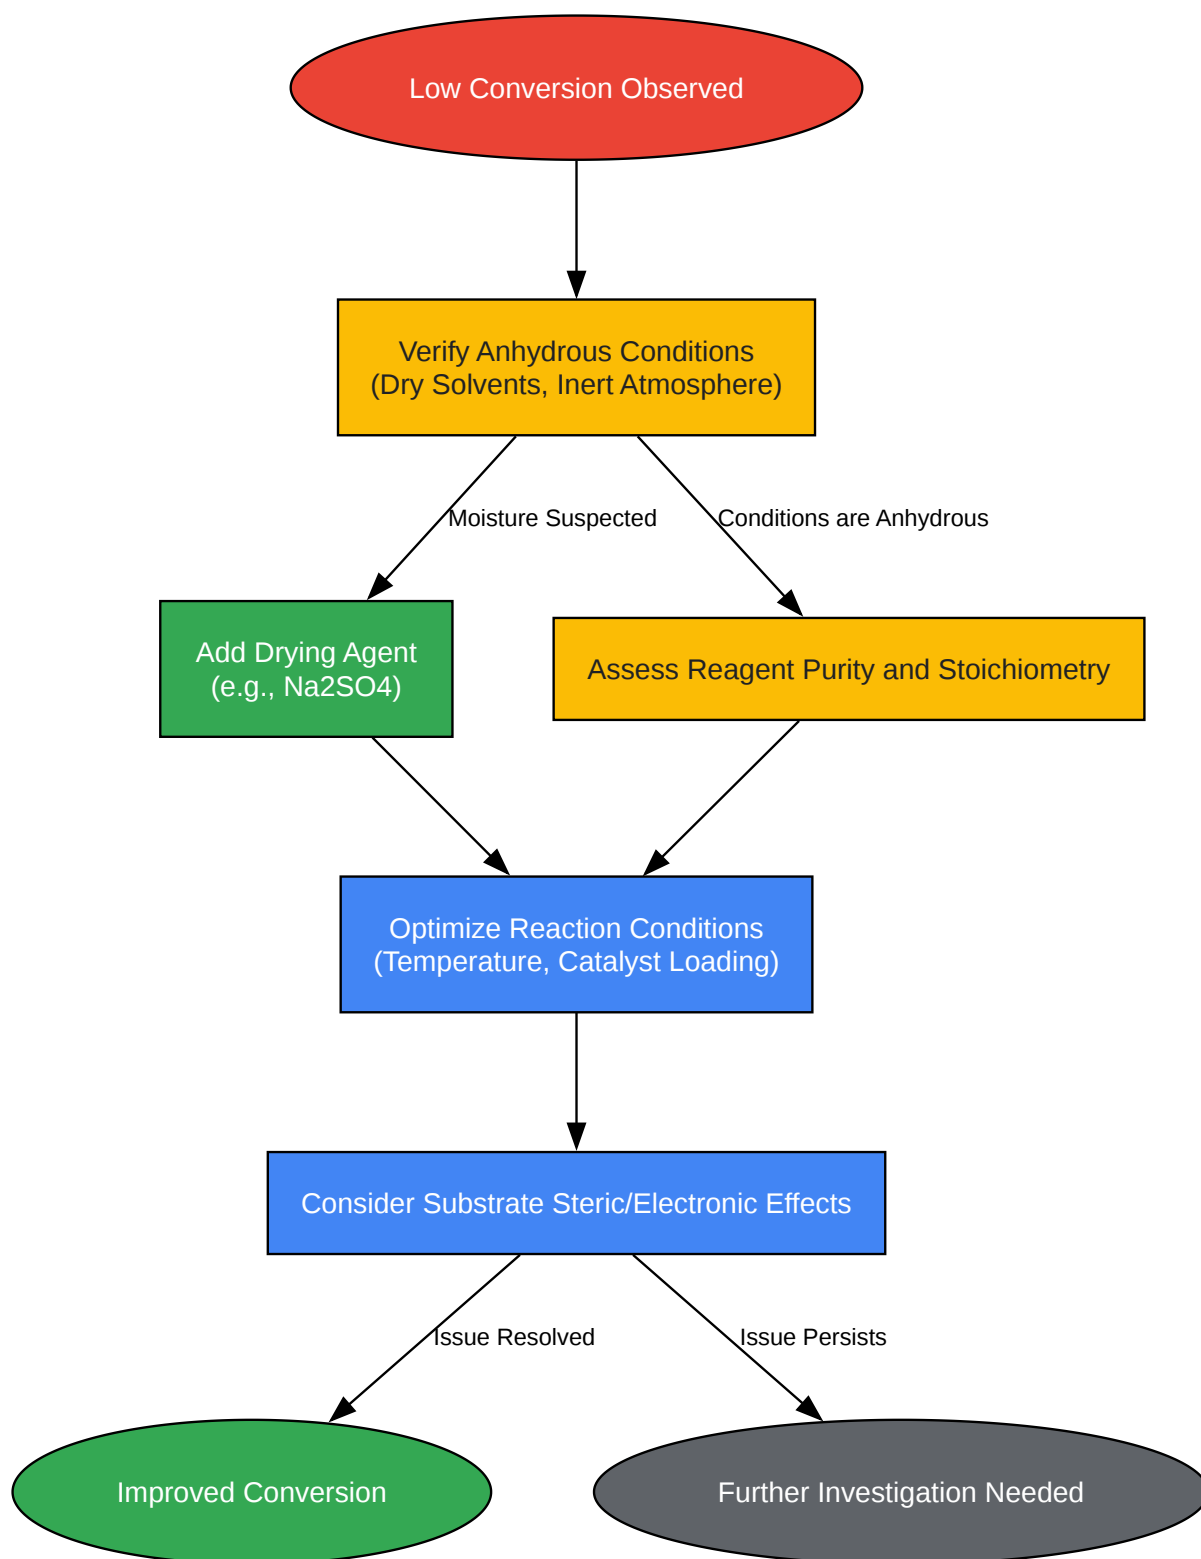 Low Conversion Observed
Verify Anhydrous Conditions
(Dry Solvents, Inert Atmosphere)
Moisture Suspected
Conditions are Anhydrous
Add Drying Agent
(e.g., Na2SO4)
Assess Reagent Purity and Stoichiometry
Optimize Reaction Conditions
(Temperature, Catalyst Loading)
Consider Substrate Steric/Electronic Effects
Issue Resolved
Issue Persists
Improved Conversion
Further Investigation Needed